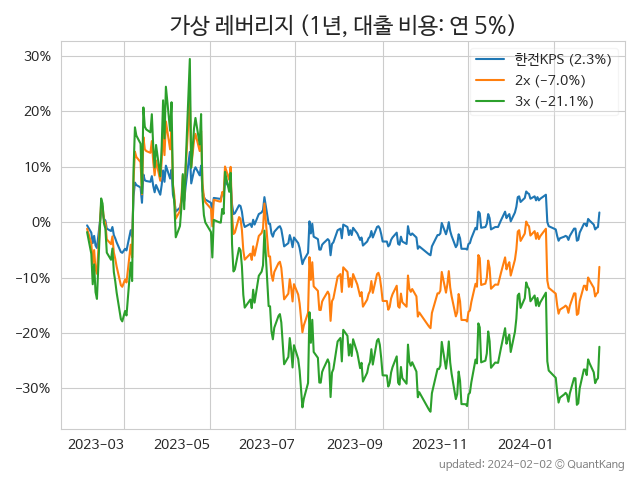 가상 레버리지 (1년, 대출 비용: 연 5%)
한전KPS (2.3%)
2x (−7.0%)
3x (−21.1%)
30%
20%
10%
0%
−10%
−20%
−30%
2023-03
2023-05
2023-07
2023-09
2023-11
2024-01
updated: 2024-02-02 © QuantKang